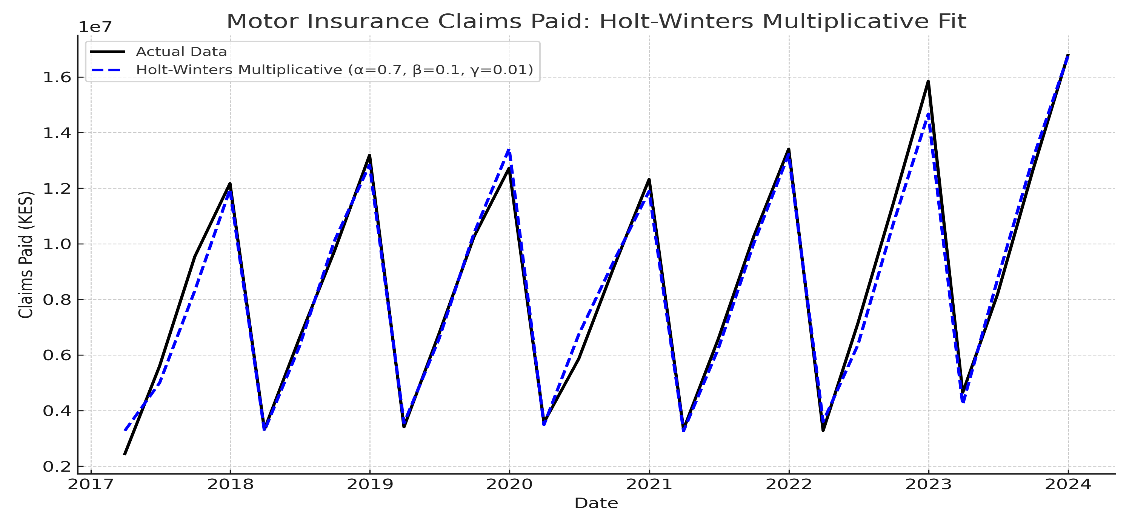 Motor Insurance Claims Paid: Holt-Winters Multiplicative Fit
1e7
Actual Data
Holt-Winters Multiplicative (α=0.7, β=0.1, γ=0.01)
1.6
1.4
1.2
1.0
0.8
0.6
0.4
0.2
Claims Paid (KES)
2017 2018 2019 2020 2021 2022 2023 2024
Date